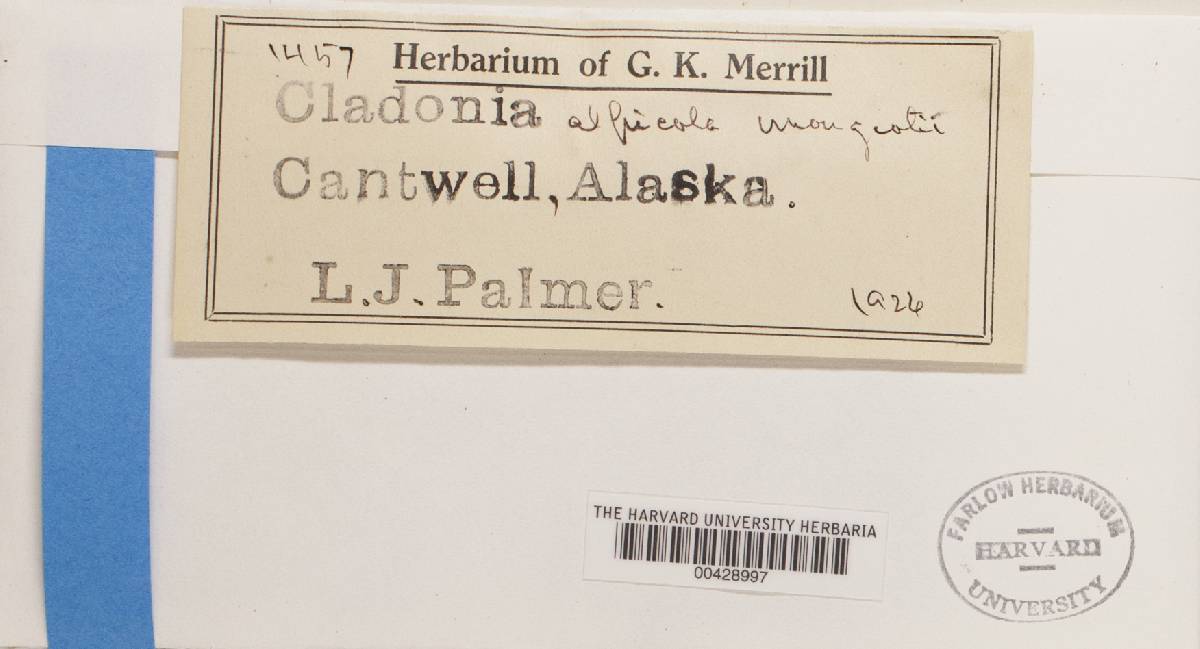 1457 Herbarium of G. K. Merrill
Cladonia alpicola mougeotii
Cantwell, Alaska.
L.J. Palmer. 1926
THE HARVARD UNIVERSITY HERBARIA
00428997
FARLOW HERBARIUM
HARVARD
UNIVERSITY